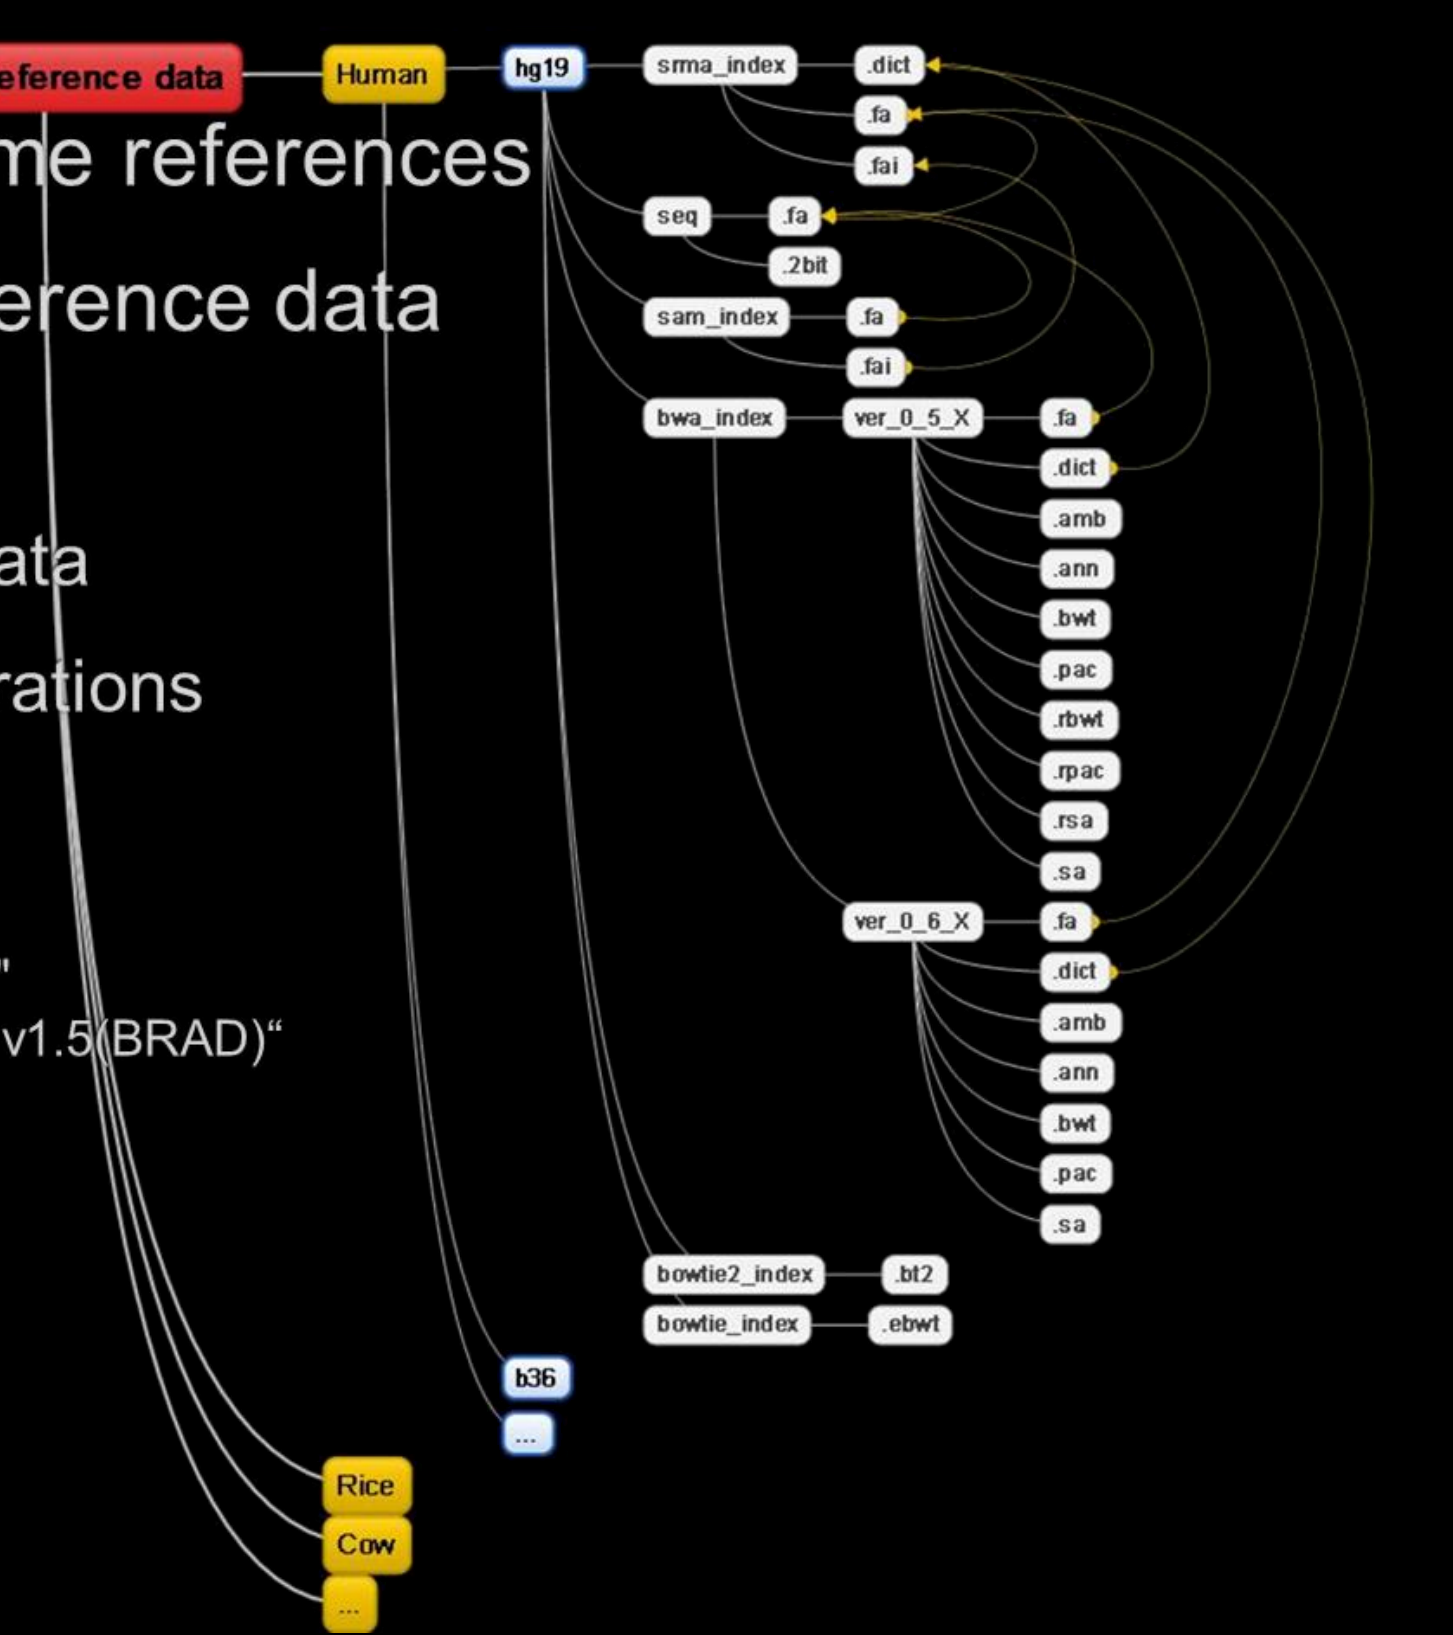 eference data
Human
hg19
srma_index
.dict
.fa
.fai
me references
seq
.fa
.2bit
erence data
sam_index
.fa
.fai
bwa_index
ver_0_5_X
.fa
.dict
.amb
.ann
.bwt
.pac
.rbwt
.rpac
.rsa
.sa
ata
rations
ver_0_6_X
.fa
.dict
.amb
.ann
.bwt
.pac
.sa
"
v1.5(BRAD)“
bowtie2_index
.bt2
bowtie_index
.ebwt
b36
...
Rice
Cow
...